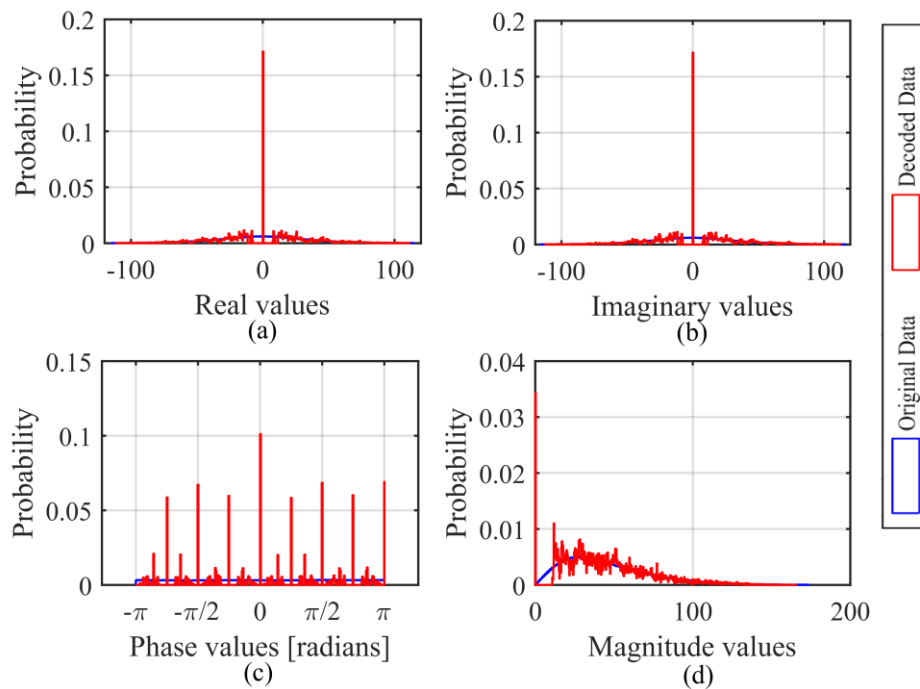 0.2
0.15
0.1
0.05
0
Probability
-100
0
100
Real values
(a)
0.2
0.15
0.1
0.05
0
Probability
-100
0
100
Imaginary values
(b)
0.15
0.1
0.05
0
Probability
-π
-π/2
0
π/2
π
Phase values [radians]
(c)
0.04
0.03
0.02
0.01
0
Probability
0
100
200
Magnitude values
(d)
Original Data
Decoded Data